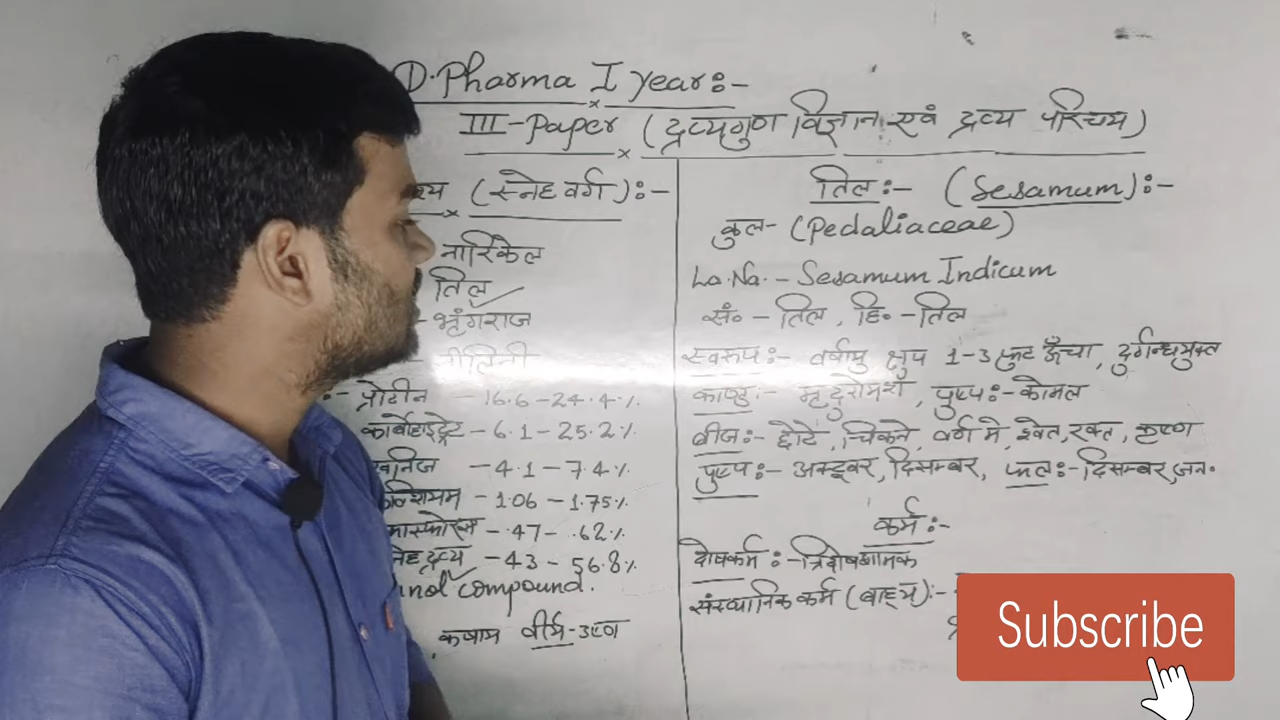 D.Pharma I year:-
III-Paper (द्रव्यगुण विज्ञान एवं द्रव्य परिचय)
(स्नेह वर्ग):-
नारिकेल
तिल
भृंगराज
प्रोटीन - 16.6-24.4%
कार्बोहाइड्रेट - 6.1-25.2%
खनिज - 4.1-7.4%
- 1.06-1.75%
- .47- .62%
द्रव्य - 43-56.8%
compound.
कषाय वीर्य-उष्ण
तिल:- (Sesamum):-
कुल- (Pedaliaceae)
La.Na.- Sesamum Indicum
सं० - तिल, हि० - तिल
स्वरूप:- वर्षायु क्षुप 1-3 फुट ऊँचा, दुर्गन्धयुक्त
काण्ड:- मृदुरोमश, पुष्प:- कोमल
बीज:- छोटे, चिकने, वर्ण मे श्वेत, रक्त, कृष्ण
पुष्प:- अक्टूबर, दिसम्बर, फल:- दिसम्बर, जन०
कर्म:-
दोषकर्म:- त्रिदोषशामक
संस्थानिक कर्म (बाह्य):-
Subscribe